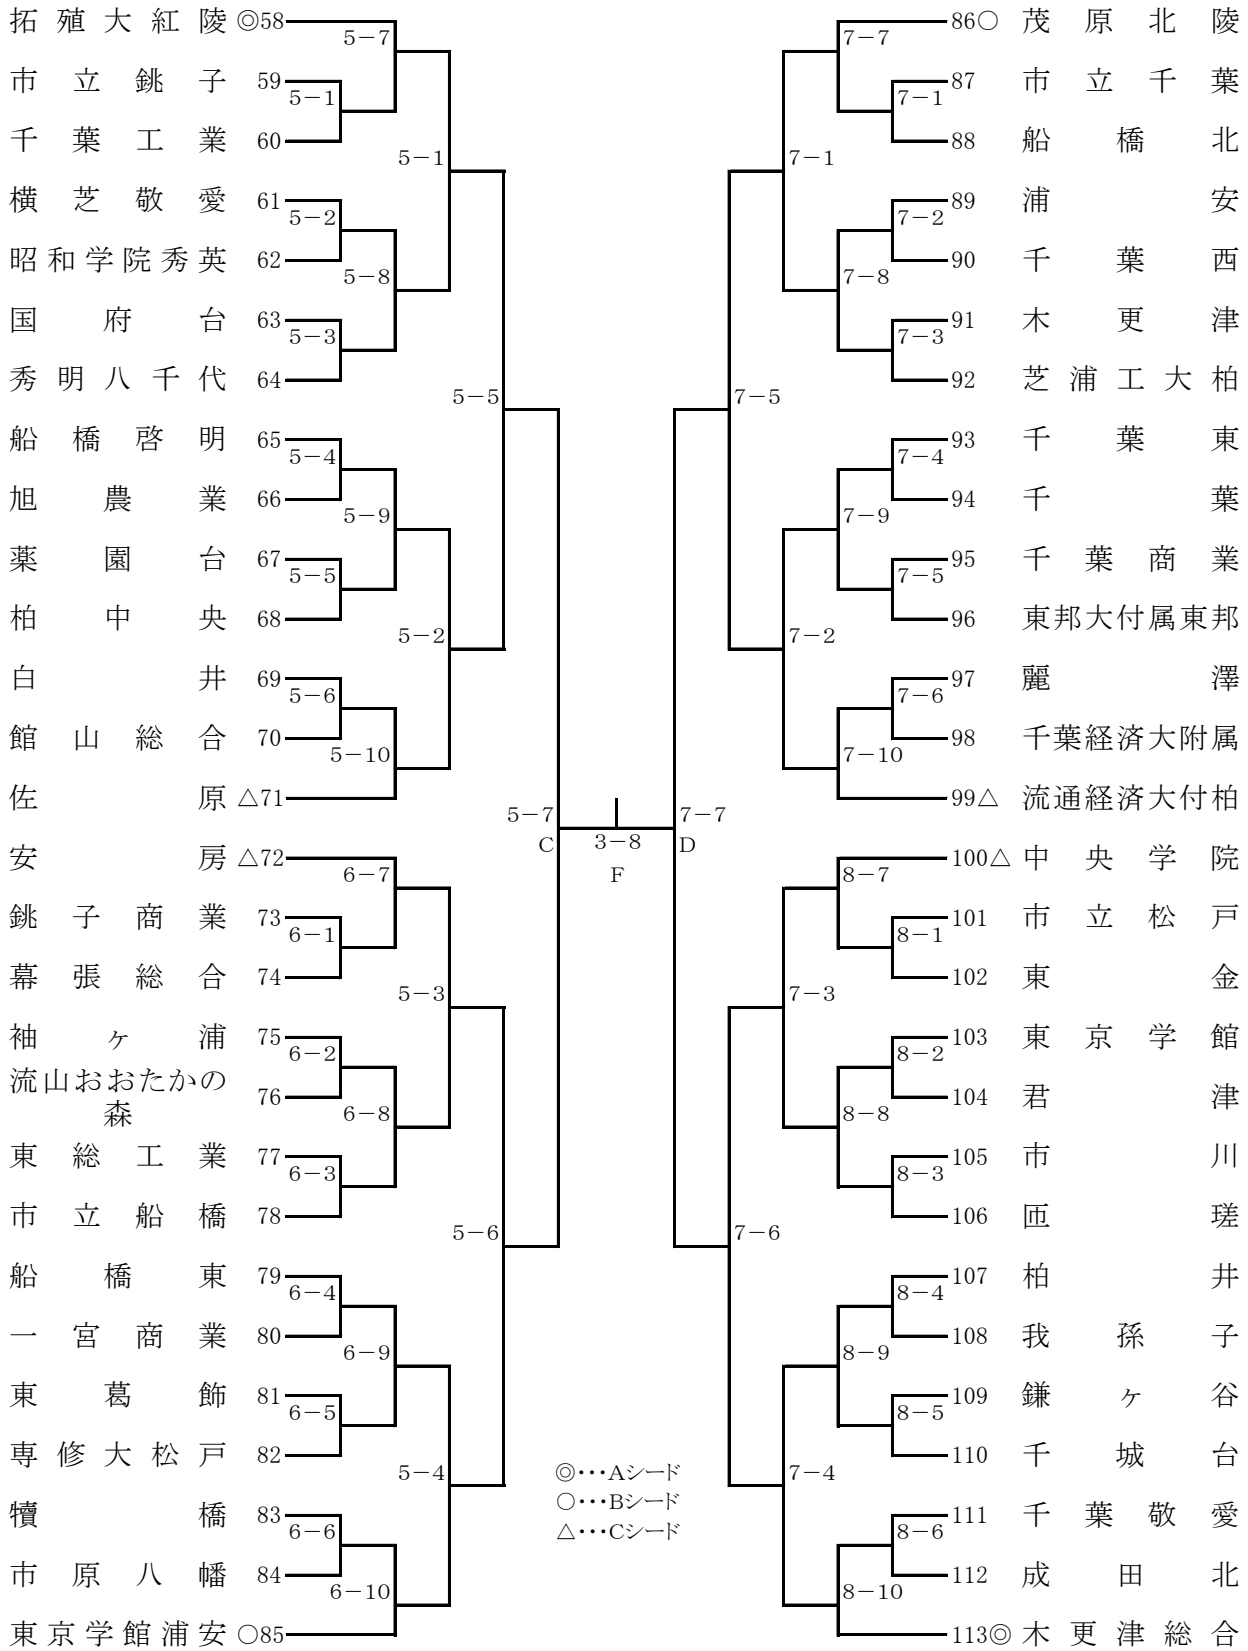 拓殖大紅陵 ◎58
5-7
市立銚子 59
5-1
千葉工業 60
5-1
横芝敬愛 61
5-2
昭和学院秀英 62
5-8
国府台 63
5-3
秀明八千代 64
5-5
船橋啓明 65
5-4
旭農業 66
5-9
薬園台 67
5-5
柏中央 68
5-2
白井 69
5-6
館山総合 70
5-10
佐原 △71
5-7
C
安房 △72
6-7
銚子商業 73
6-1
幕張総合 74
5-3
袖ヶ浦 75
6-2
流山おおたかの
森
76
6-8
東総工業 77
6-3
市立船橋 78
5-6
船橋東 79
6-4
一宮商業 80
6-9
東葛飾 81
6-5
専修大松戸 82
5-4
犢橋 83
6-6
市原八幡 84
6-10
東京学館浦安 ○85
3-8
F
◎・・・Aシード
○・・・Bシード
△・・・Cシード
86○ 茂原北陵
7-7
87 市立千葉
7-1
88 船橋北
7-1
89 浦安
7-2
90 千葉西
7-8
91 木更津
7-3
92 芝浦工大柏
7-5
93 千葉東
7-4
94 千葉
7-9
95 千葉商業
7-5
96 東邦大付属東邦
7-2
97 麗澤
7-6
98 千葉経済大附属
7-10
99△ 流通経済大付柏
7-7
D
100△ 中央学院
8-7
101 市立松戸
8-1
102 東金
7-3
103 東京学館
8-2
104 君津
8-8
105 市川
8-3
106 匝瑳
7-6
107 柏井
8-4
108 我孫子
8-9
109 鎌ヶ谷
8-5
110 千城台
7-4
111 千葉敬愛
8-6
112 成田北
8-10
113◎ 木更津総合